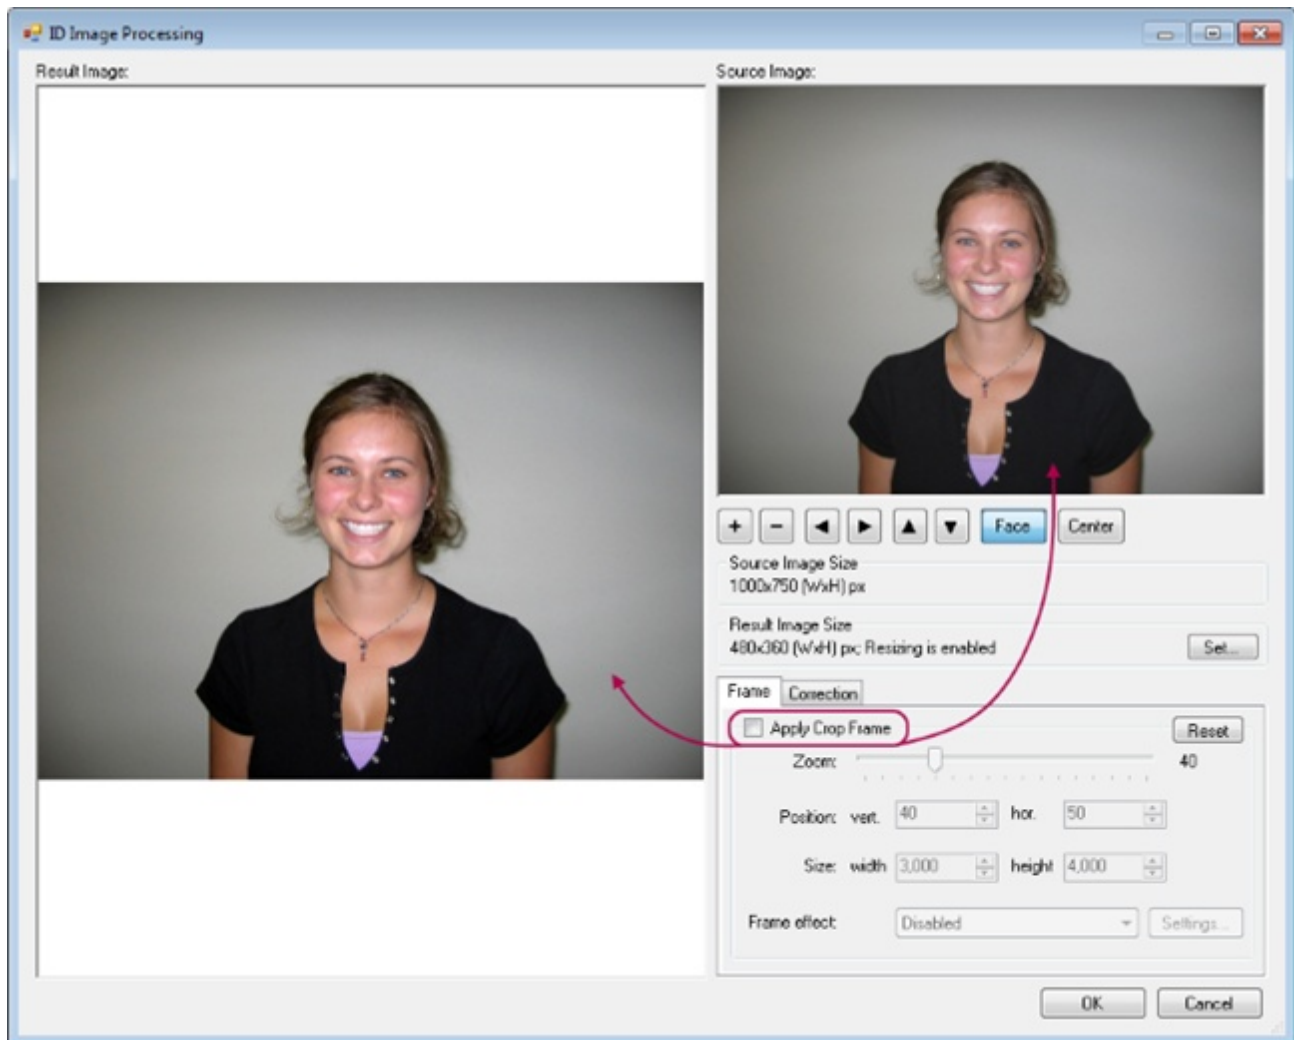 ID Image Processing
Result Image:
Source Image:
+ - Face Center
Source Image Size
1000x750 (WxH) px
Result Image Size
480x360 (WxH) px; Resizing is enabled
Set...
Frame Correction
Apply Crop Frame
Reset
Zoom: 40
Position: vert. 40 hor. 50
Size: width 3,000 height 4,000
Frame effect: Disabled Settings...
OK Cancel